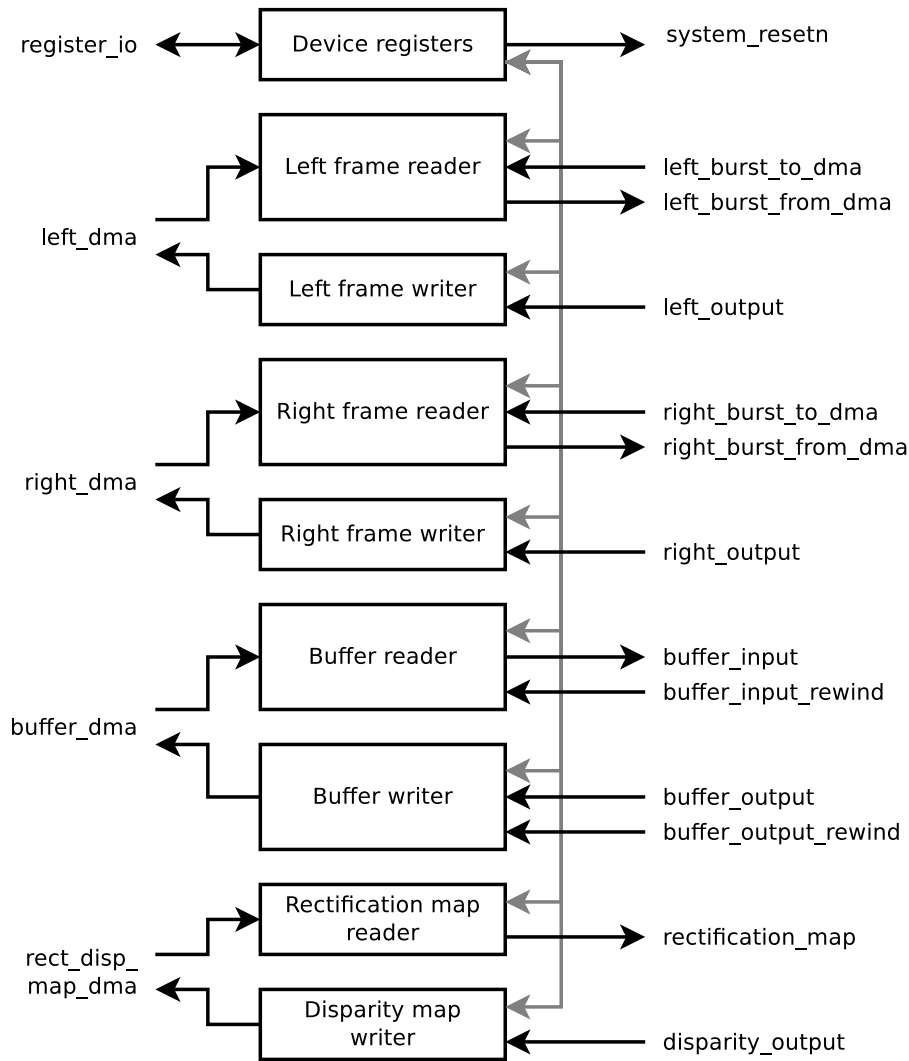 register_io
Device registers
system_resetn
Left frame reader
left_burst_to_dma
left_burst_from_dma
left_dma
Left frame writer
left_output
Right frame reader
right_burst_to_dma
right_burst_from_dma
right_dma
Right frame writer
right_output
Buffer reader
buffer_input
buffer_input_rewind
buffer_dma
Buffer writer
buffer_output
buffer_output_rewind
Rectification map
reader
rectification_map
rect_disp_
map_dma
Disparity map
writer
disparity_output